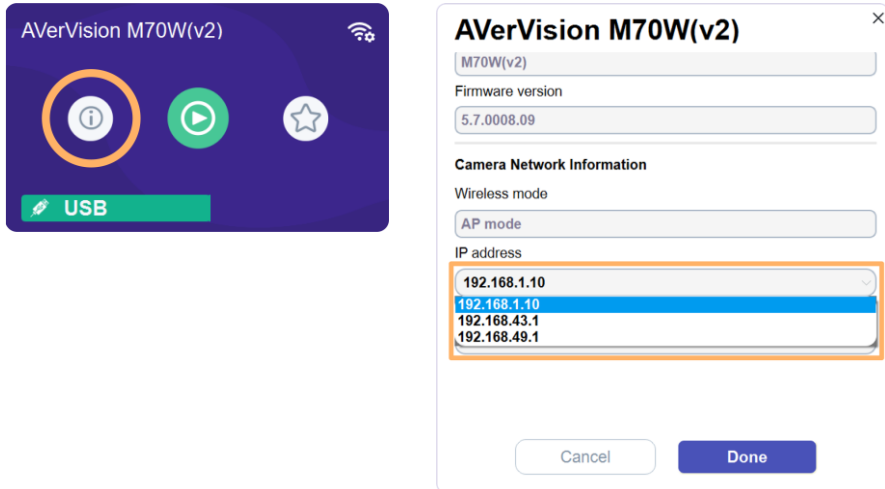 AVerVision M70W(v2)
USB
AVerVision M70W(v2)
M70W(v2)
Firmware version
5.7.0008.09
Camera Network Information
Wireless mode
AP mode
IP address
192.168.1.10
192.168.1.10
192.168.43.1
192.168.49.1
Cancel
Done